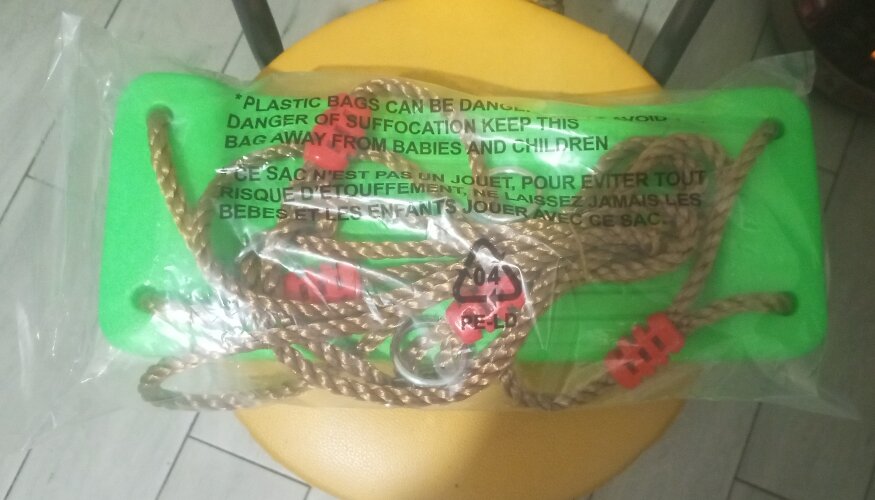 *PLASTIC BAGS CAN BE DANGE. AVOID
DANGER OF SUFFOCATION KEEP THIS
BAG AWAY FROM BABIES AND CHILDREN
*CE SAC N'EST PAS UN JOUET, POUR EVITER TOUT
RISQUE D'ETOUFFEMENT, NE LAISSEZ JAMAIS LES
BEBES ET LES ENFANTS JOUER AVEC CE SAC.
04
PE-LD